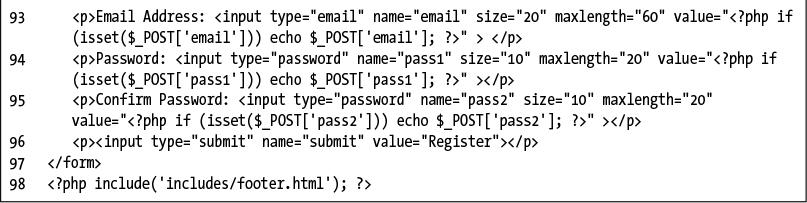 93 <p>Email Address: <input type="email" name="email" size="20" maxlength="60" value="<?php if
(isset($_POST['email'])) echo $_POST['email']; ?>" > </p>
94 <p>Password: <input type="password" name="pass1" size="10" maxlength="20" value="<?php if
(isset($_POST['pass1'])) echo $_POST['pass1']; ?>" ></p>
95 <p>Confirm Password: <input type="password" name="pass2" size="10" maxlength="20"
value="<?php if (isset($_POST['pass2'])) echo $_POST['pass2']; ?>" ></p>
96 <p><input type="submit" name="submit" value="Register"></p>
97 </form>
98 <?php include('includes/footer.html'); ?>